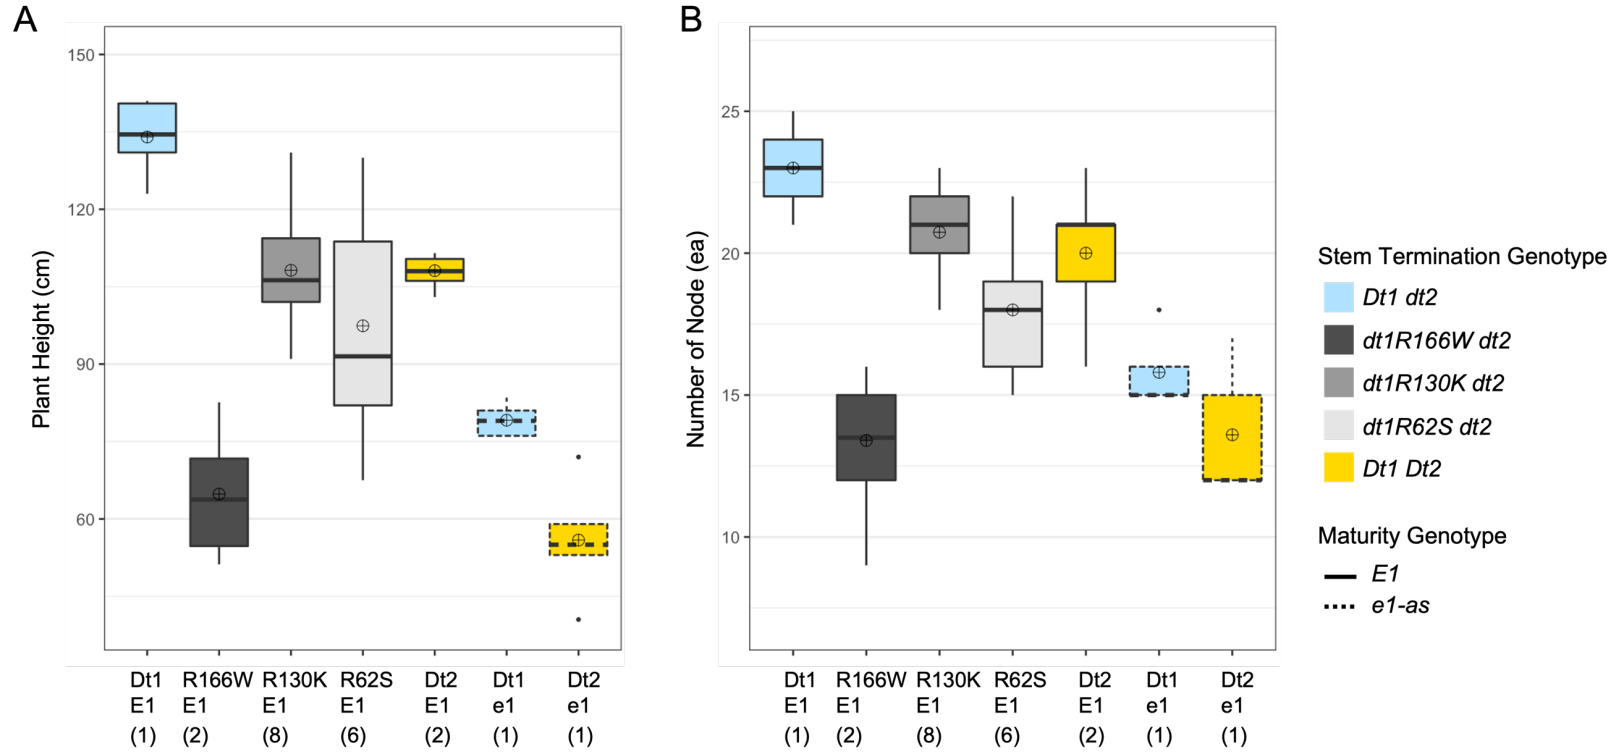 A
B
Plant Height (cm)
150
120
90
60
Dt1 R166W R130K R62S Dt2 Dt1 Dt2
E1 E1 E1 E1 E1 e1 e1
(1) (2) (8) (6) (2) (1) (1)
Number of Node (ea)
25
20
15
10
Dt1 R166W R130K R62S Dt2 Dt1 Dt2
E1 E1 E1 E1 E1 e1 e1
(1) (2) (8) (6) (2) (1) (1)
Stem Termination Genotype
Dt1 dt2
dt1R166W dt2
dt1R130K dt2
dt1R62S dt2
Dt1 Dt2
Maturity Genotype
E1
e1-as